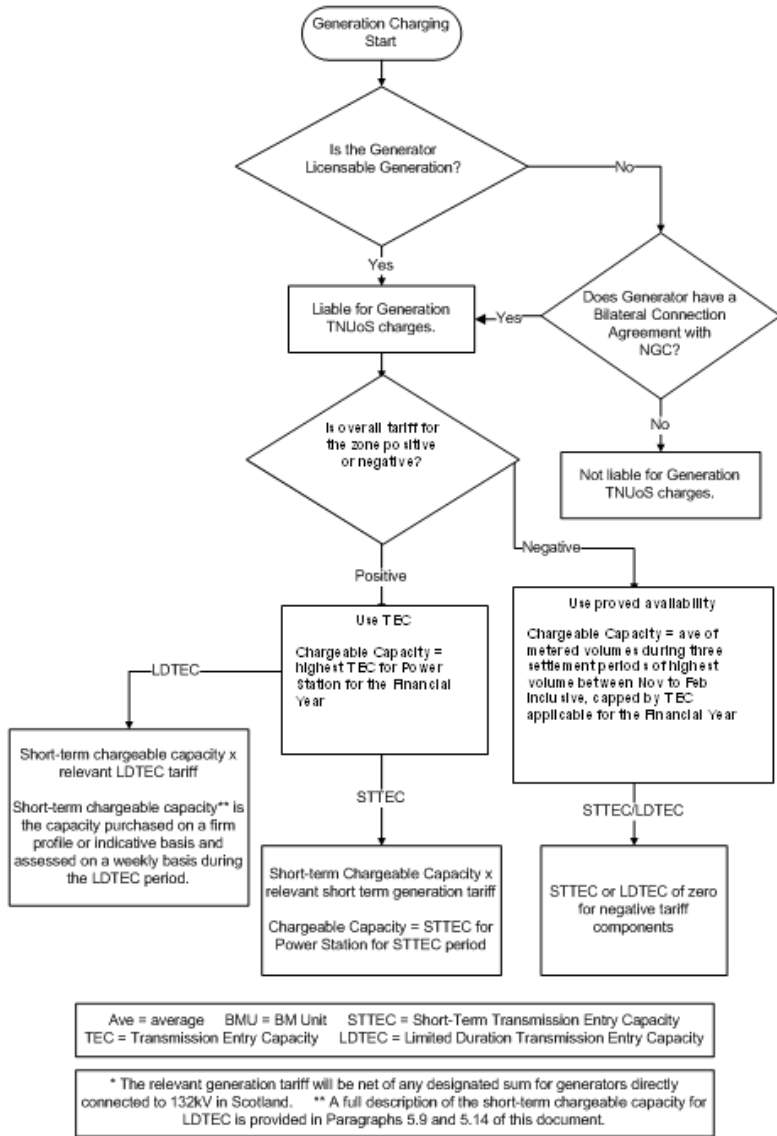 Generation Charging
Start
Is the Generator
Licensable Generation?
No
Yes
Does Generator have a
Bilateral Connection
Agreement with
NGC?
Liable for Generation
TNUoS charges.
Yes
No
Is overall tariff for
the zone positive
or negative?
Not liable for Generation
TNUoS charges.
Negative
Positive
Use TEC
Chargeable Capacity =
highest TEC for Power
Station for the Financial
Year
Use proved availability
Chargeable Capacity = ave of
metered volumes during three
settlement periods of highest
volume between Nov to Feb
inclusive, capped by TEC
applicable for the Financial Year
LDTEC
Short-term chargeable capacity x
relevant LDTEC tariff
Short-term chargeable capacity** is
the capacity purchased on a firm
profile or indicative basis and
assessed on a weekly basis during
the LDTEC period.
STTEC
STTEC/LDTEC
Short-term Chargeable Capacity x
relevant short term generation tariff
Chargeable Capacity = STTEC for
Power Station for STTEC period
STTEC or LDTEC of zero
for negative tariff
components
Ave = average BMU = BM Unit STTEC = Short-Term Transmission Entry Capacity
TEC = Transmission Entry Capacity LDTEC = Limited Duration Transmission Entry Capacity
* The relevant generation tariff will be net of any designated sum for generators directly
connected to 132kV in Scotland. ** A full description of the short-term chargeable capacity for
LDTEC is provided in Paragraphs 5.9 and 5.14 of this document.